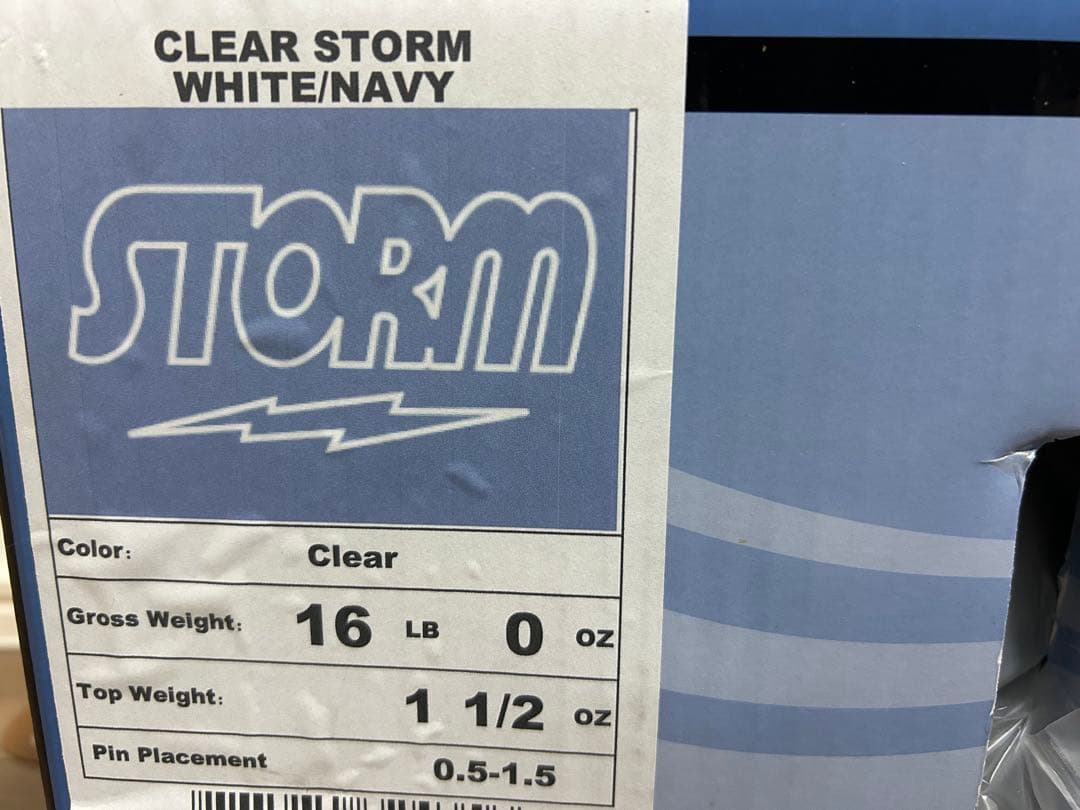 CLEAR STORM
WHITE/NAVY
STORM
Color: Clear
Gross Weight: 16 LB 0 OZ
Top Weight: 1 1/2 OZ
Pin Placement 0.5-1.5